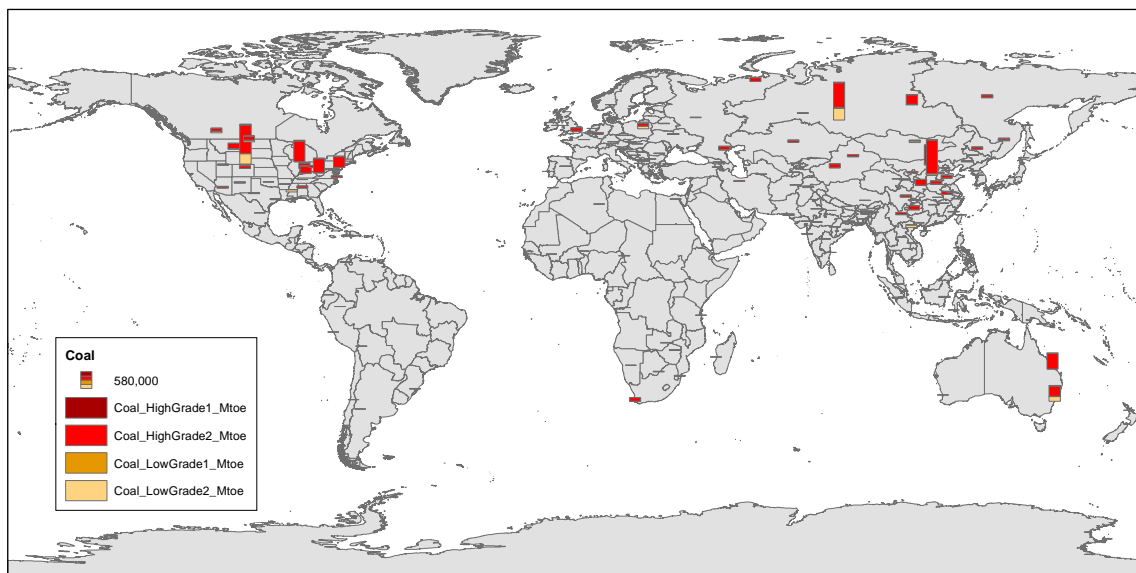 Coal
580,000
Coal_HighGrade1_Mtoe
Coal_HighGrade2_Mtoe
Coal_LowGrade1_Mtoe
Coal_LowGrade2_Mtoe